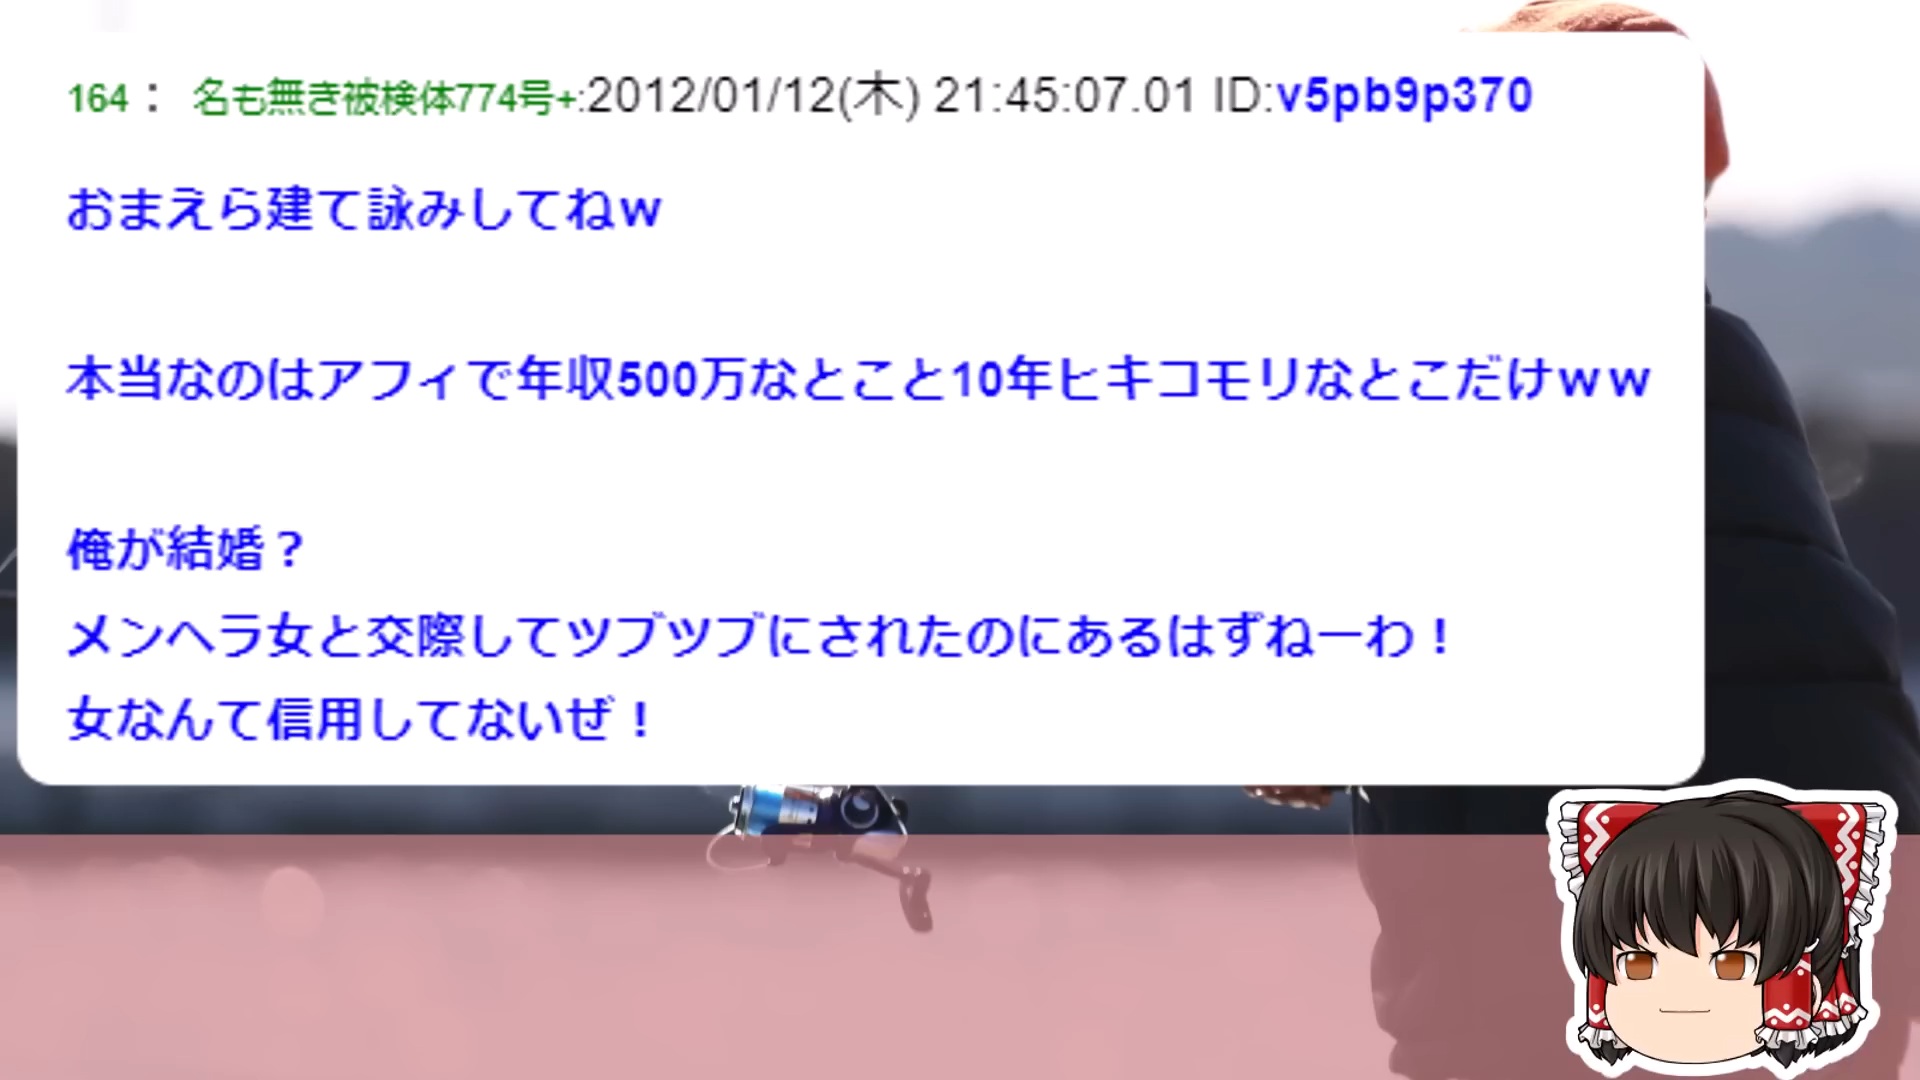 164： 名も無き被検体774号+:2012/01/12(木) 21:45:07.01 ID:v5pb9p370
おまえら建て詠みしてねｗ
本当なのはアフィで年収500万なとこと10年ヒキコモリなとこだけｗｗ
俺が結婚？
メンヘラ女と交際してツブツブにされたのにあるはずねーわ！
女なんて信用してないぜ！